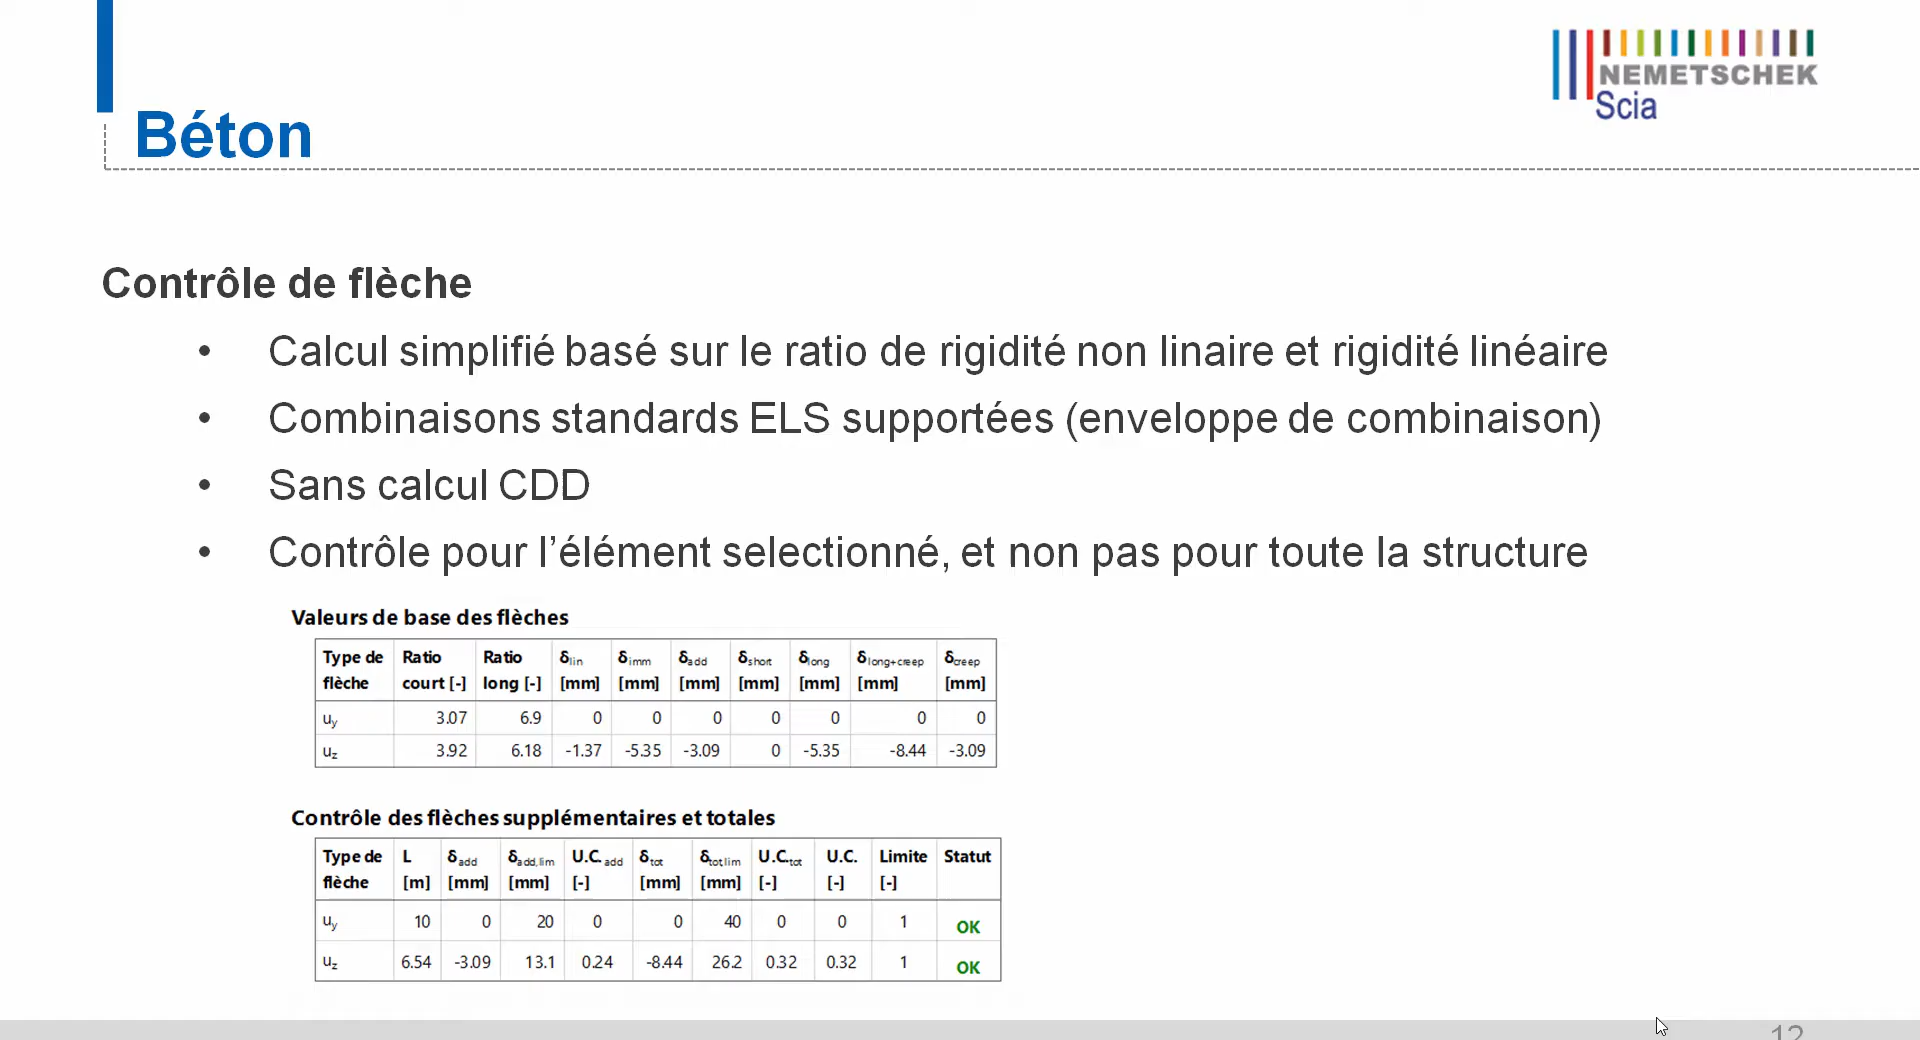 NEMETSCHEK
Scia
Béton
Contrôle de flèche
• Calcul simplifié basé sur le ratio de rigidité non linaire et rigidité linéaire
• Combinaisons standards ELS supportées (enveloppe de combinaison)
• Sans calcul CDD
• Contrôle pour l’élément selectionné, et non pas pour toute la structure
Valeurs de base des flèches
Type de flèche Ratio court [-] Ratio long [-] δlin [mm] δimm [mm] δadd [mm] δshort [mm] δlong [mm] δlong+creep [mm] δcreep [mm]
uy 3.07 6.9 0 0 0 0 0 0 0
uz 3.92 6.18 -1.37 -5.35 -3.09 0 -5.35 -8.44 -3.09
Contrôle des flèches supplémentaires et totales
Type de flèche L [m] δadd [mm] δadd,lim [mm] U.C.add [-] δtot [mm] δtot,lim [mm] U.C.tot [-] U.C. [-] Limite [-] Statut
uy 10 0 20 0 0 40 0 0 1 OK
uz 6.54 -3.09 13.1 0.24 -8.44 26.2 0.32 0.32 1 OK
12